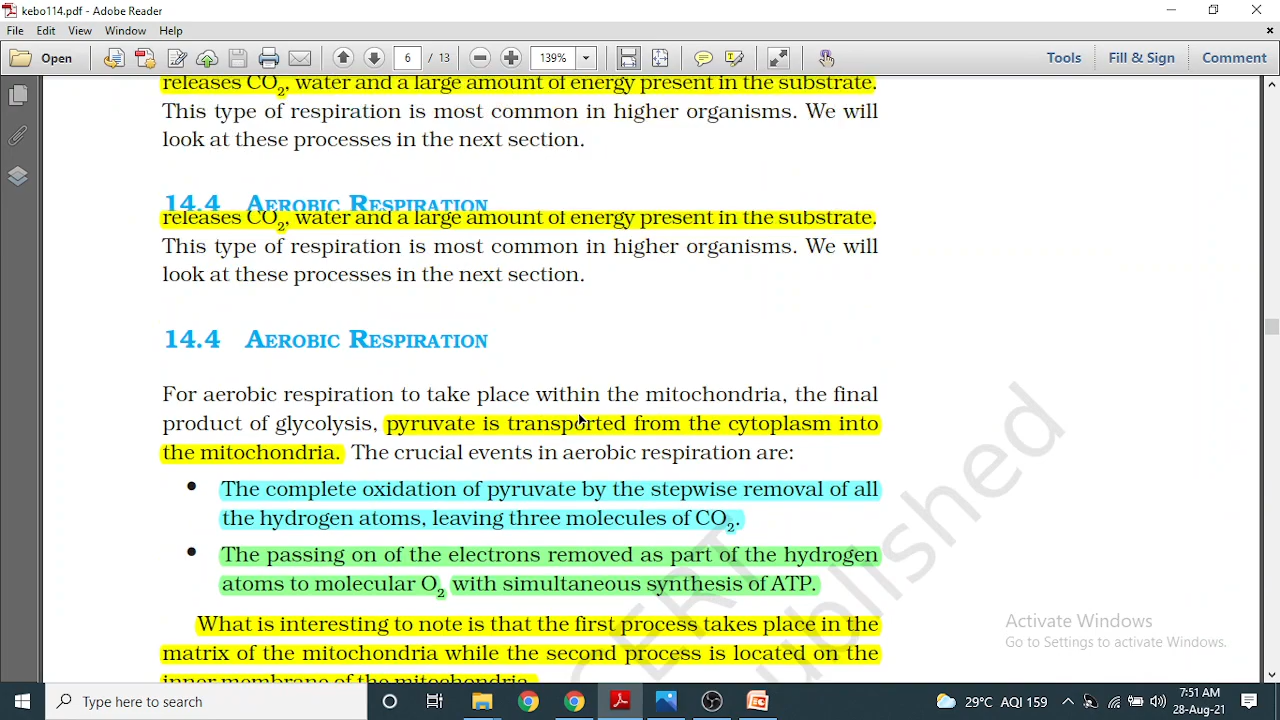 kebo114.pdf - Adobe Reader
File Edit View Window Help
Open 6 / 13 139% Tools Fill & Sign Comment
releases CO2, water and a large amount of energy present in the substrate.
This type of respiration is most common in higher organisms. We will
look at these processes in the next section.
14.4 AEROBIC RESPIRATION
releases CO2, water and a large amount of energy present in the substrate.
This type of respiration is most common in higher organisms. We will
look at these processes in the next section.
14.4 AEROBIC RESPIRATION
For aerobic respiration to take place within the mitochondria, the final
product of glycolysis, pyruvate is transported from the cytoplasm into
the mitochondria. The crucial events in aerobic respiration are:
• The complete oxidation of pyruvate by the stepwise removal of all
the hydrogen atoms, leaving three molecules of CO2.
• The passing on of the electrons removed as part of the hydrogen
atoms to molecular O2 with simultaneous synthesis of ATP.
What is interesting to note is that the first process takes place in the
matrix of the mitochondria while the second process is located on the
inner membrane of the mitochondria.
Activate Windows
Go to Settings to activate Windows.
Type here to search
29°C AQI 159
7:51 AM
28-Aug-21